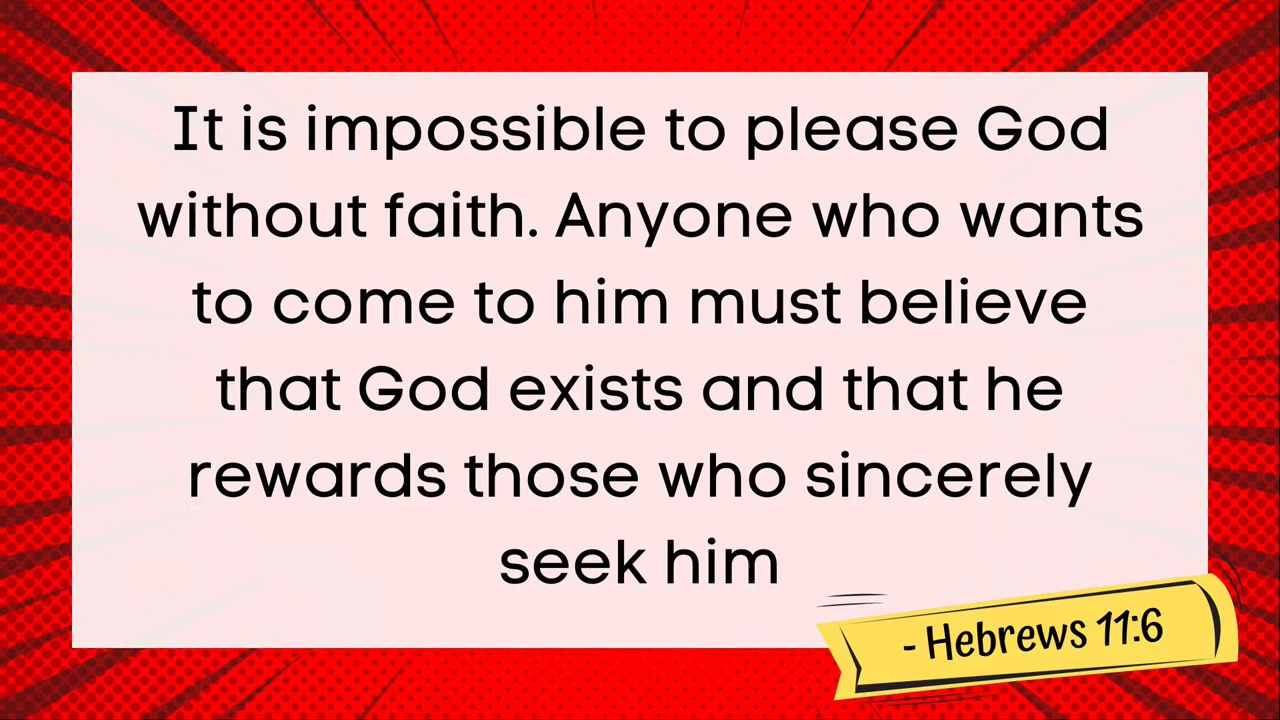 It is impossible to please God
without faith. Anyone who wants
to come to him must believe
that God exists and that he
rewards those who sincerely
seek him
- Hebrews 11:6